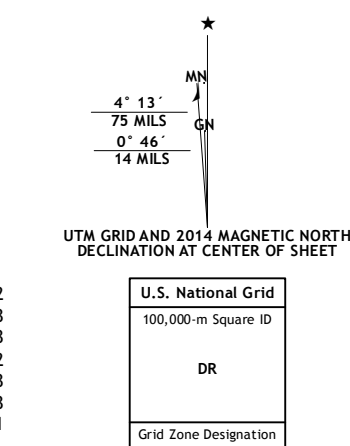 ★
MN
GN
4° 13´
75 MILS
0° 46´
14 MILS
UTM GRID AND 2014 MAGNETIC NORTH
DECLINATION AT CENTER OF SHEET
U.S. National Grid
100,000-m Square ID
DR
Grid Zone Designation